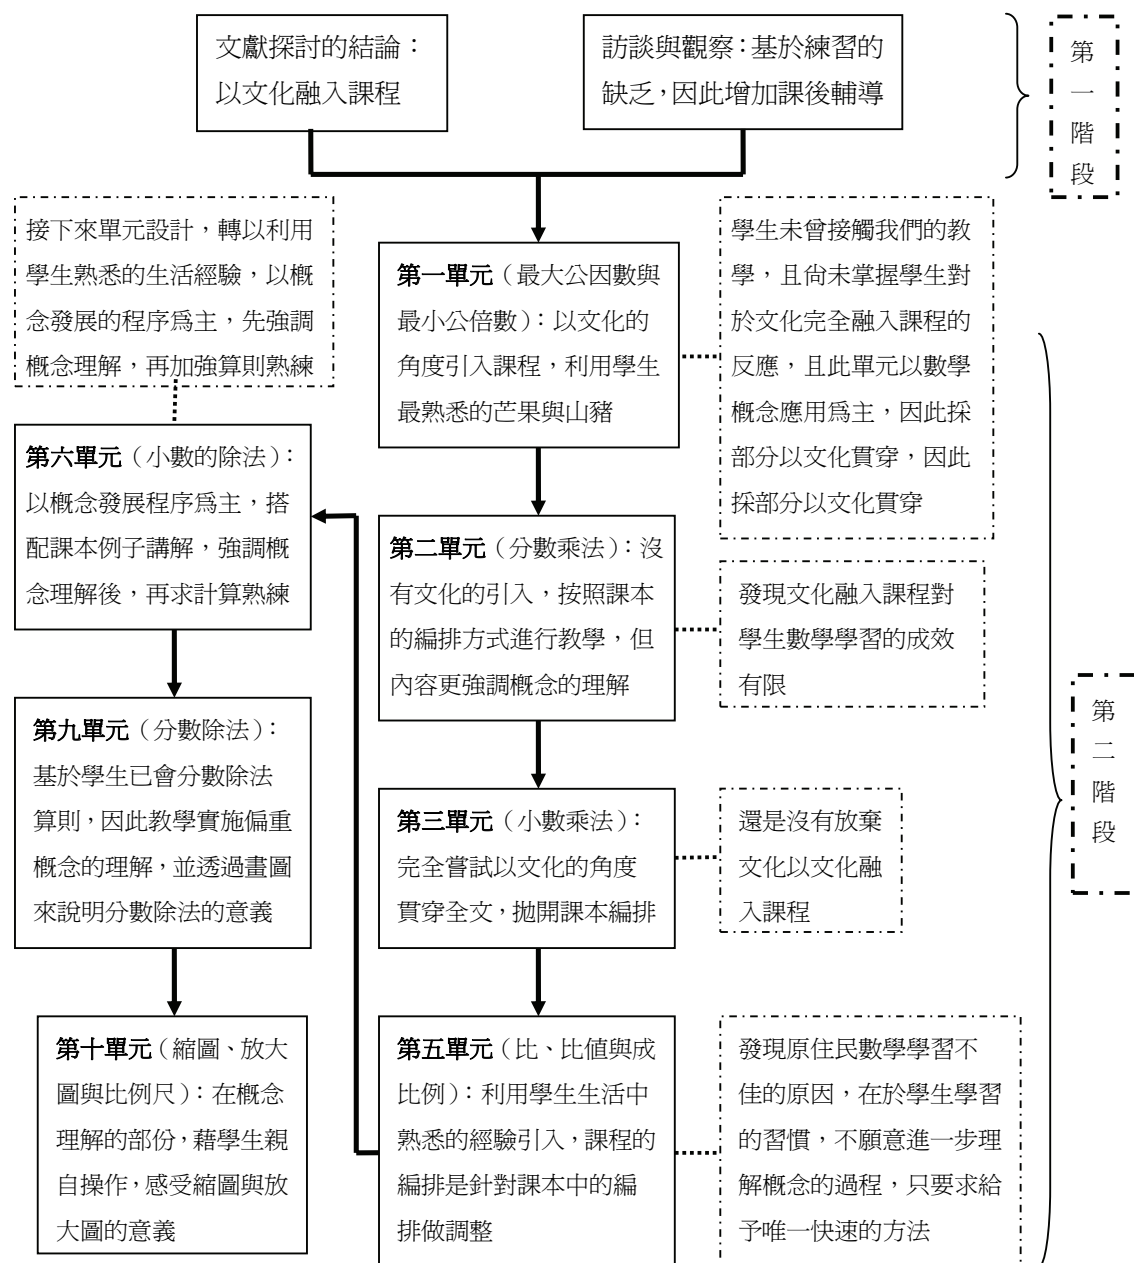 文獻探討的結論：
以文化融入課程
訪談與觀察：基於練習的
缺乏，因此增加課後輔導
第一階段
接下來單元設計，轉以利用
學生熟悉的生活經驗，以概
念發展的程序為主，先強調
概念理解，再加強算則熟練
第一單元（最大公因數與
最小公倍數）：以文化的
角度引入課程，利用學生
最熟悉的芒果與山豬
學生未曾接觸我們的教
學，且尚未掌握學生對
於文化完全融入課程的
反應，且此單元以數學
概念應用為主，因此採
部分以文化貫穿，因此
採部分以文化貫穿
第六單元（小數的除法）：
以概念發展程序為主，搭
配課本例子講解，強調概
念理解後，再求計算熟練
第二單元（分數乘法）：沒
有文化的引入，按照課本
的編排方式進行教學，但
內容更強調概念的理解
發現文化融入課程對
學生數學學習的成效
有限
第九單元（分數除法）：
基於學生已會分數除法
算則，因此教學實施偏重
概念的理解，並透過畫圖
來說明分數除法的意義
第三單元（小數乘法）：
完全嘗試以文化的角度
貫穿全文，拋開課本編排
還是沒有放棄
文化以文化融
入課程
第二階段
第十單元（縮圖、放大
圖與比例尺）：在概念
理解的部份，藉學生親
自操作，感受縮圖與放
大圖的意義
第五單元（比、比值與成
比例）：利用學生生活中
熟悉的經驗引入，課程的
編排是針對課本中的編
排做調整
發現原住民數學學習不
佳的原因，在於學生學習
的習慣，不願意進一步理
解概念的過程，只要求給
予唯一快速的方法